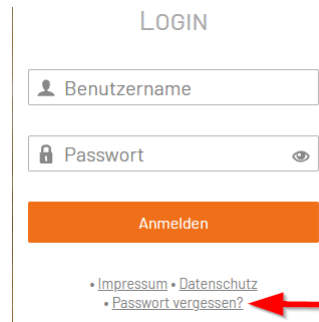 LOGIN
Benutzername
Passwort
Anmelden
• Impressum • Datenschutz
• Passwort vergessen?